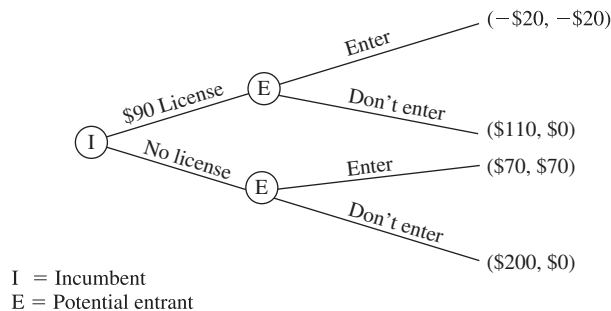 Enter
(−$20, −$20)
$90 License
E
Don't enter
($110, $0)
I
No license
E
Enter
($70, $70)
Don't enter
($200, $0)
I = Incumbent
E = Potential entrant